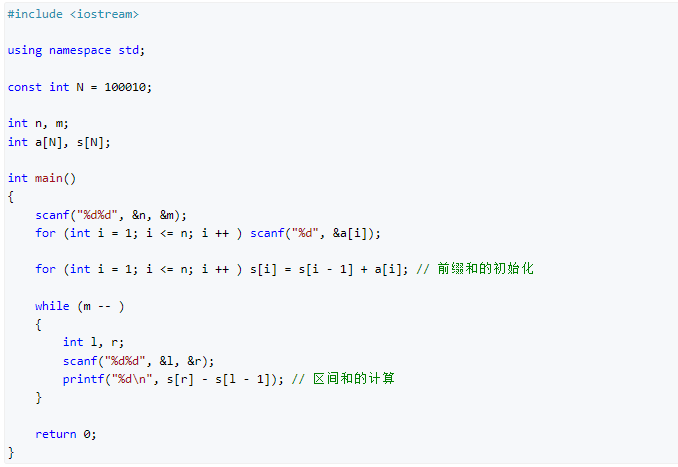 #include <iostream>
using namespace std;
const int N = 100010;
int n, m;
int a[N], s[N];
int main()
{
scanf("%d%d", &n, &m);
for (int i = 1; i <= n; i ++ ) scanf("%d", &a[i]);
for (int i = 1; i <= n; i ++ ) s[i] = s[i - 1] + a[i]; // 前缀和的初始化
while (m -- )
{
int l, r;
scanf("%d%d", &l, &r);
printf("%d\n", s[r] - s[l - 1]); // 区间和的计算
}
return 0;
}